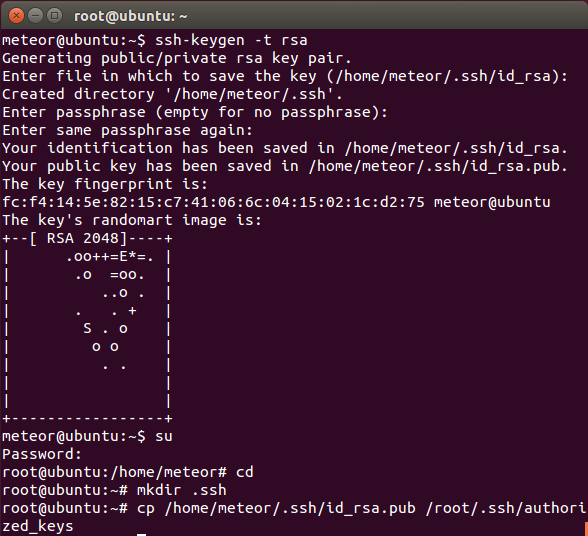 root@ubuntu: ~
meteor@ubuntu:~$ ssh-keygen -t rsa
Generating public/private rsa key pair.
Enter file in which to save the key (/home/meteor/.ssh/id_rsa):
Created directory '/home/meteor/.ssh'.
Enter passphrase (empty for no passphrase):
Enter same passphrase again:
Your identification has been saved in /home/meteor/.ssh/id_rsa.
Your public key has been saved in /home/meteor/.ssh/id_rsa.pub.
The key fingerprint is:
fc:f4:14:5e:82:15:c7:41:06:6c:04:15:02:1c:d2:75 meteor@ubuntu
The key's randomart image is:
+--[ RSA 2048]----+
|      .oo++=E*=. |
|       .o  =oo.  |
|          ..o .  |
|       .   . +   |
|        S . o    |
|         o o     |
|          . .    |
|                 |
|                 |
+-----------------+
meteor@ubuntu:~$ su
Password:
root@ubuntu:/home/meteor# cd
root@ubuntu:~# mkdir .ssh
root@ubuntu:~# cp /home/meteor/.ssh/id_rsa.pub /root/.ssh/authori
zed_keys